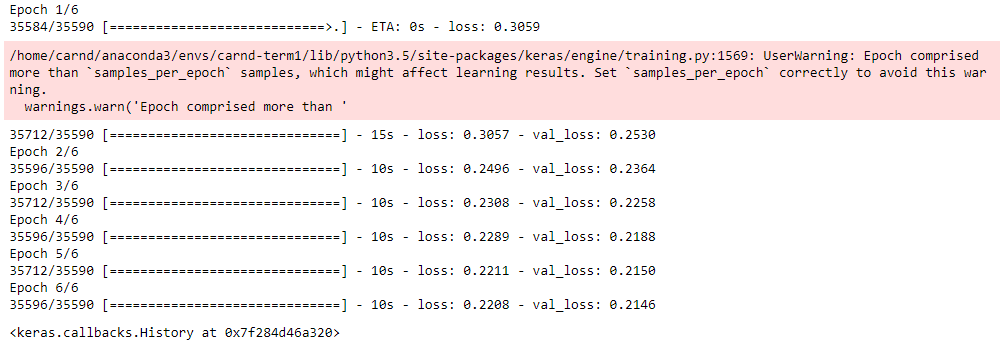 Epoch 1/6
35584/35590 [============================>.] - ETA: 0s - loss: 0.3059
/home/carnd/anaconda3/envs/carnd-term1/lib/python3.5/site-packages/keras/engine/training.py:1569: UserWarning: Epoch comprised
more than `samples_per_epoch` samples, which might affect learning results. Set `samples_per_epoch` correctly to avoid this war
ning.
  warnings.warn('Epoch comprised more than '
35712/35590 [==============================] - 15s - loss: 0.3057 - val_loss: 0.2530
Epoch 2/6
35596/35590 [==============================] - 10s - loss: 0.2496 - val_loss: 0.2364
Epoch 3/6
35712/35590 [==============================] - 10s - loss: 0.2308 - val_loss: 0.2258
Epoch 4/6
35596/35590 [==============================] - 10s - loss: 0.2289 - val_loss: 0.2188
Epoch 5/6
35712/35590 [==============================] - 10s - loss: 0.2211 - val_loss: 0.2150
Epoch 6/6
35596/35590 [==============================] - 10s - loss: 0.2208 - val_loss: 0.2146
<keras.callbacks.History at 0x7f284d46a320>